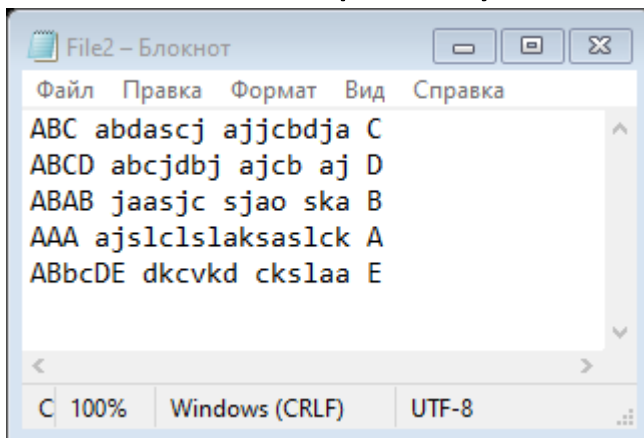 File2 – Блокнот
Файл Правка Формат Вид Справка
ABC abdascj ajjcbdja C
ABCD abcjdbj ajcb aj D
ABAB jaasjc sjao ska B
AAA ajslclslaksaslck A
ABbcDE dkcvkd ckslaa E
С 100% Windows (CRLF) UTF-8